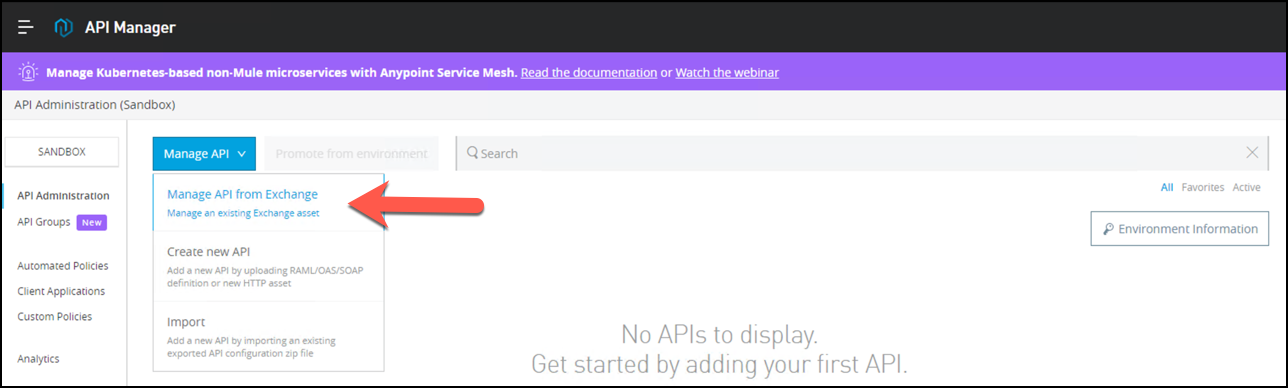 API Manager
Manage Kubernetes-based non-Mule microservices with Anypoint Service Mesh. Read the documentation or Watch the webinar
API Administration (Sandbox)
SANDBOX
API Administration
API Groups New
Automated Policies
Client Applications
Custom Policies
Analytics
Manage API
Promote from environment
Search
Manage API from Exchange
Manage an existing Exchange asset
Create new API
Add a new API by uploading RAML/OAS/SOAP
definition or new HTTP asset
Import
Add a new API by importing an existing
exported API configuration zip file
All Favorites Active
Environment Information
No APIs to display.
Get started by adding your first API.